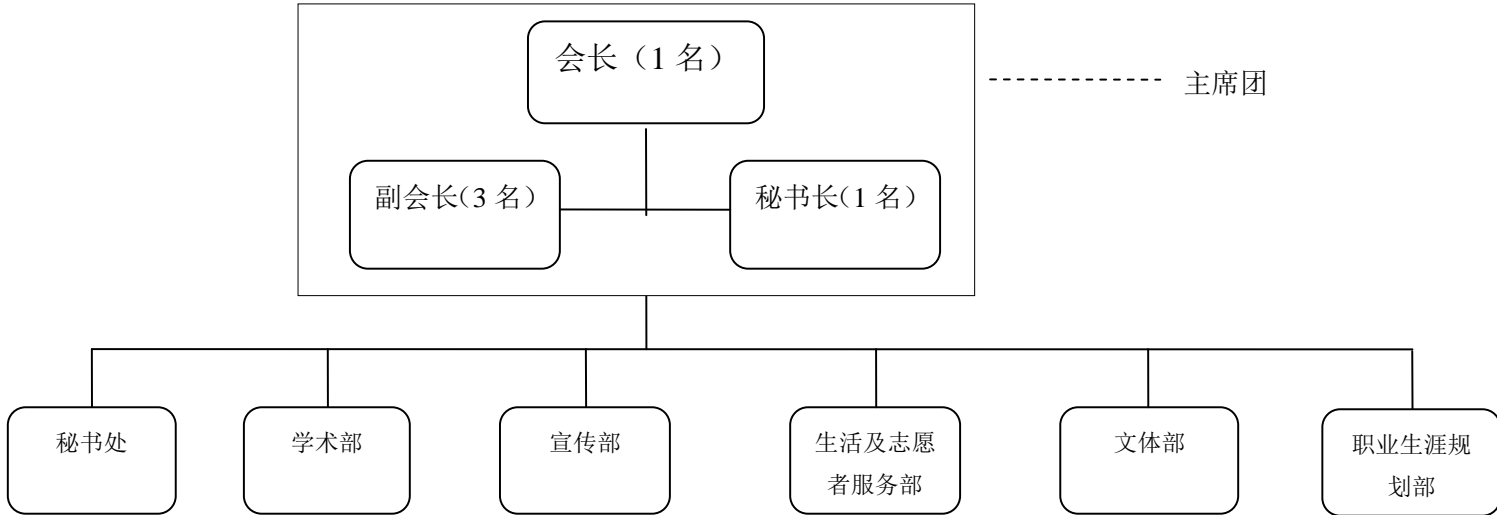 会长（1 名）
主席团
副会长（3 名）
秘书长（1 名）
秘书处
学术部
宣传部
生活及志愿
者服务部
文体部
职业生涯规
划部